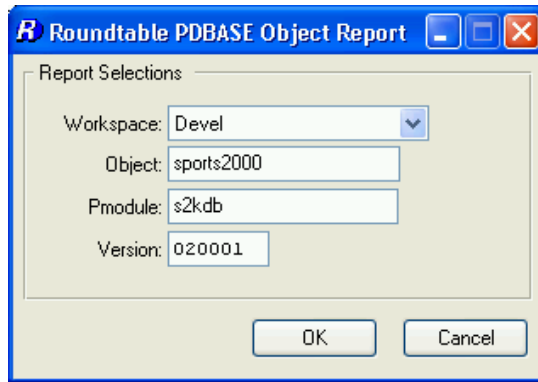 R Roundtable PDBASE Object Report
Report Selections
Workspace: Devel
Object: sports2000
Pmodule: s2kdb
Version: 020001
OK Cancel